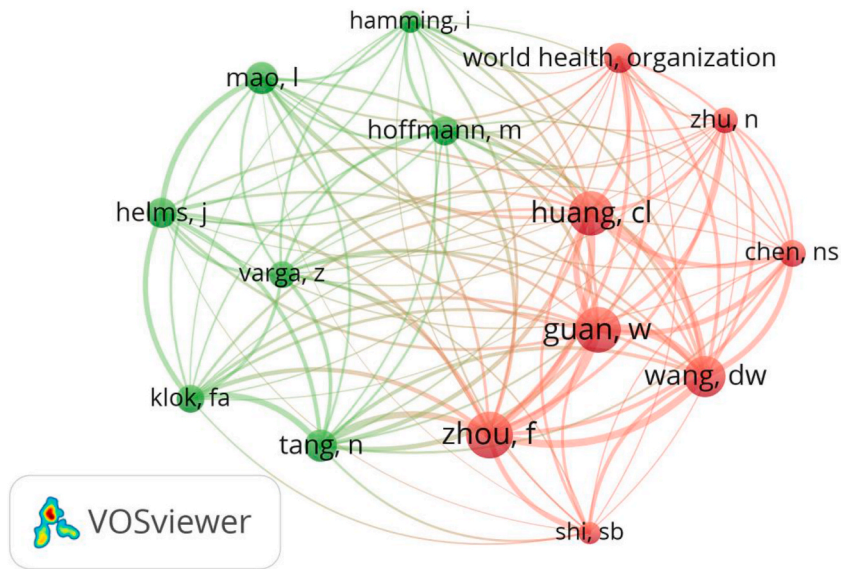 hamming, i
world health, organization
mao, l
zhu, n
hoffmann, m
helms, j
huang, cl
chen, ns
varga, z
guan, w
wang, dw
klok, fa
zhou, f
tang, n
VOSviewer
shi, sb